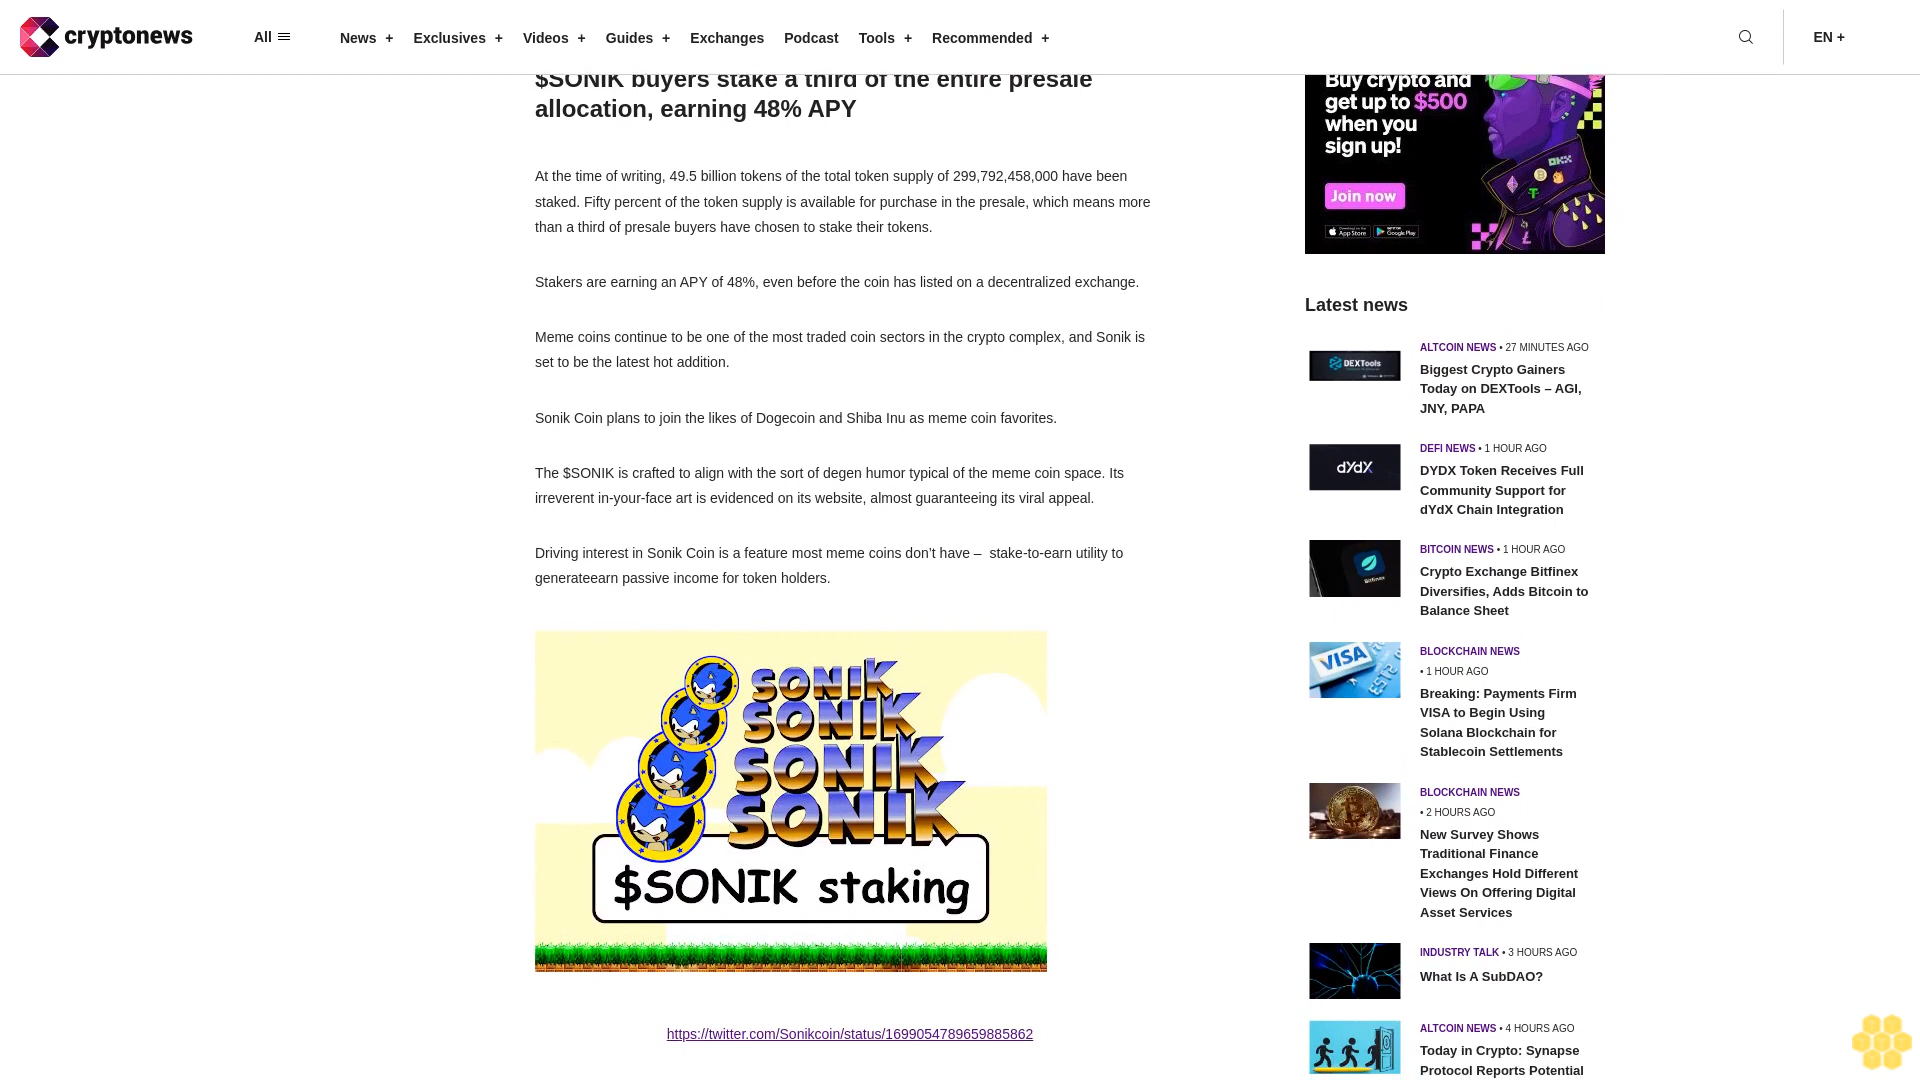 cryptonews
All
News +
Exclusives +
Videos +
Guides +
Exchanges
Podcast
Tools +
Recommended +
EN +
$SONIK buyers stake a third of the entire presale
allocation, earning 48% APY
At the time of writing, 49.5 billion tokens of the total token supply of 299,792,458,000 have been
staked. Fifty percent of the token supply is available for purchase in the presale, which means more
than a third of presale buyers have chosen to stake their tokens.
Stakers are earning an APY of 48%, even before the coin has listed on a decentralized exchange.
Meme coins continue to be one of the most traded coin sectors in the crypto complex, and Sonik is
set to be the latest hot addition.
Sonik Coin plans to join the likes of Dogecoin and Shiba Inu as meme coin favorites.
The $SONIK is crafted to align with the sort of degen humor typical of the meme coin space. Its
irreverent in-your-face art is evidenced on its website, almost guaranteeing its viral appeal.
Driving interest in Sonik Coin is a feature most meme coins don’t have –  stake-to-earn utility to
generateearn passive income for token holders.
SONIK
SONIK
SONIK
SONIK
$SONIK staking
https://twitter.com/Sonikcoin/status/1699054789659885862
Buy crypto and
get up to $500
when you
sign up!
OKX
Join now
App Store
Google Play
Latest news
DEXTools
ALTCOIN NEWS • 27 MINUTES AGO
Biggest Crypto Gainers
Today on DEXTools – AGI,
JNY, PAPA
dYdX
DEFI NEWS • 1 HOUR AGO
DYDX Token Receives Full
Community Support for
dYdX Chain Integration
Bitfinex
BITCOIN NEWS • 1 HOUR AGO
Crypto Exchange Bitfinex
Diversifies, Adds Bitcoin to
Balance Sheet
VISA
BLOCKCHAIN NEWS
• 1 HOUR AGO
Breaking: Payments Firm
VISA to Begin Using
Solana Blockchain for
Stablecoin Settlements
BLOCKCHAIN NEWS
• 2 HOURS AGO
New Survey Shows
Traditional Finance
Exchanges Hold Different
Views On Offering Digital
Asset Services
INDUSTRY TALK • 3 HOURS AGO
What Is A SubDAO?
ALTCOIN NEWS • 4 HOURS AGO
Today in Crypto: Synapse
Protocol Reports Potential